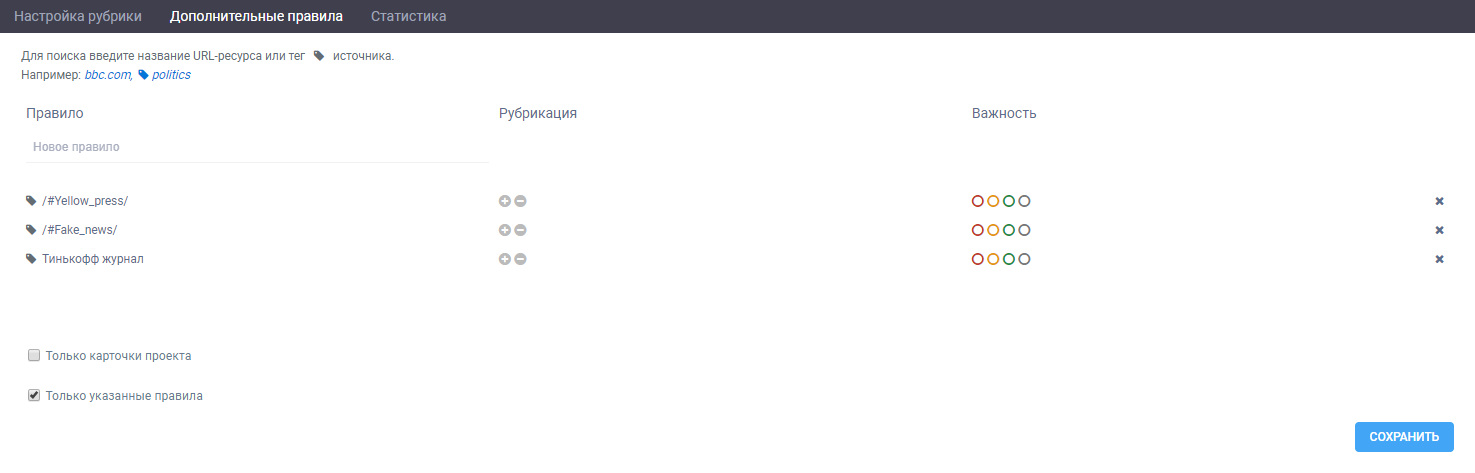 Настройка рубрики Дополнительные правила Статистика
Для поиска введите название URL-ресурса или тег источника.
Например: bbc.com, politics
Правило Рубрикация Важность
Новое правило
/#Yellow_press/
/#Fake_news/
Тинькофф журнал
Только карточки проекта
Только указанные правила
СОХРАНИТЬ